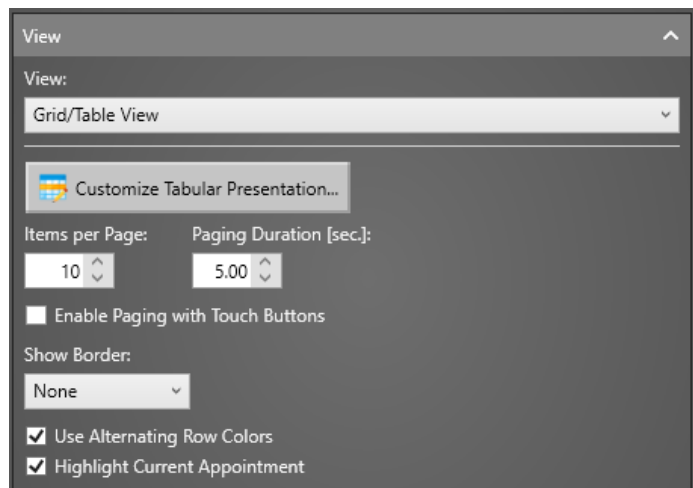 View
View:
Grid/Table View
Customize Tabular Presentation...
Items per Page: Paging Duration [sec.]:
10 5.00
Enable Paging with Touch Buttons
Show Border:
None
Use Alternating Row Colors
Highlight Current Appointment